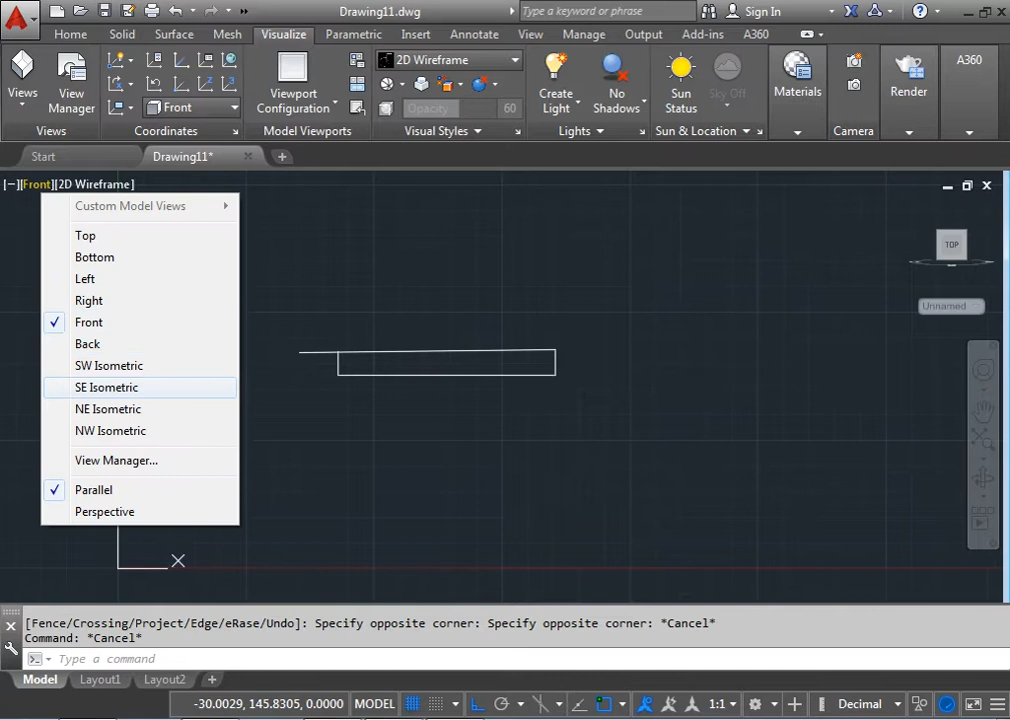 Drawing11.dwg
Type a keyword or phrase
Sign In
Home Solid Surface Mesh Visualize Parametric Insert Annotate View Manage Output Add-ins A360
Views
View
Manager
Front
Viewport
Configuration
2D Wireframe
Opacity 60
Create
Light
No
Shadows
Sun
Status
Sky Off
Materials
Render
A360
Views Coordinates Model Viewports Visual Styles Lights Sun & Location Camera
Start Drawing11*
[−][Front][2D Wireframe]
Custom Model Views
Top
Bottom
Left
Right
Front
Back
SW Isometric
SE Isometric
NE Isometric
NW Isometric
View Manager...
Parallel
Perspective
TOP
Unnamed
[Fence/Crossing/Project/Edge/eRase/Undo]: Specify opposite corner: Specify opposite corner: *Cancel*
Command: *Cancel*
Type a command
Model Layout1 Layout2
-30.0029, 145.8305, 0.0000 MODEL 1:1 Decimal